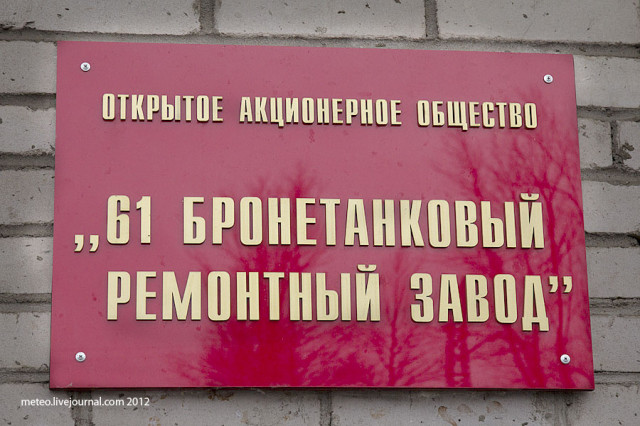 ОТКРЫТОЕ АКЦИОНЕРНОЕ ОБЩЕСТВО
„61 БРОНЕТАНКОВЫЙ
РЕМОНТНЫЙ ЗАВОД”
meteo.livejournal.com 2012